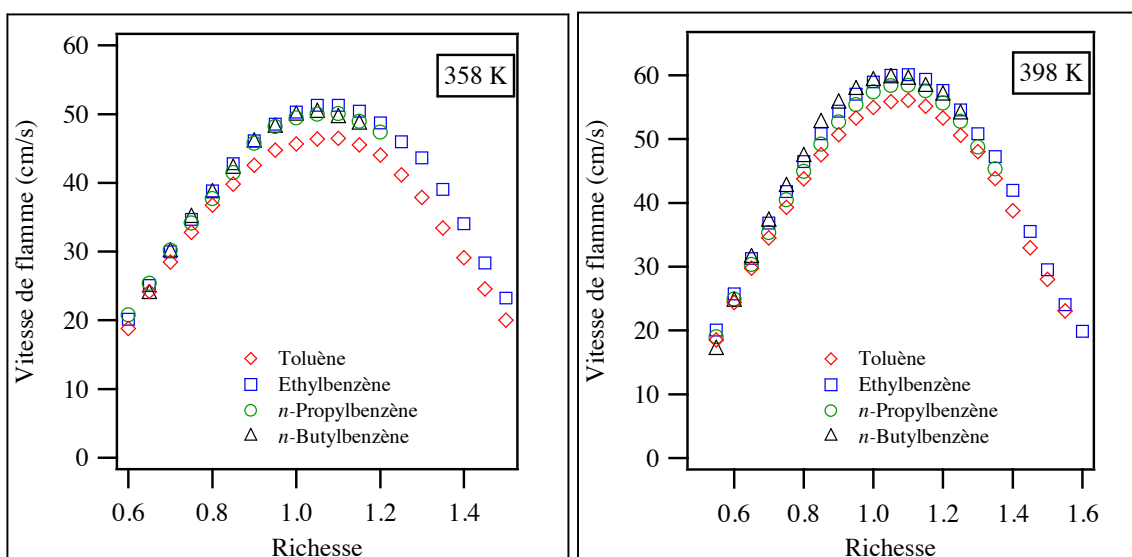 Vitesse de flamme (cm/s)
60
50
40
30
20
10
0
358 K
Toluène
Ethylbenzène
n-Propylbenzène
n-Butylbenzène
0.6 0.8 1.0 1.2 1.4
Richesse
Vitesse de flamme (cm/s)
60
50
40
30
20
10
0
398 K
Toluène
Ethylbenzène
n-Propylbenzène
n-Butylbenzène
0.6 0.8 1.0 1.2 1.4 1.6
Richesse